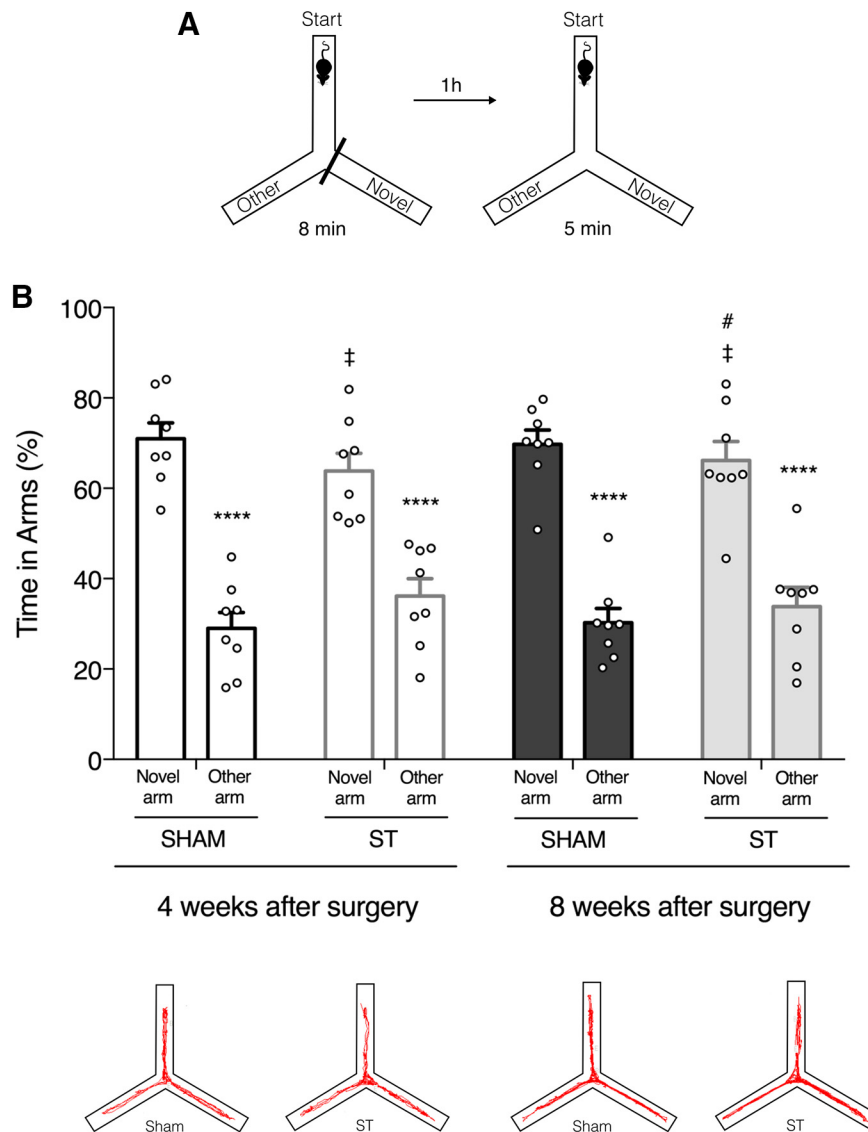 A
Start
Start
1h
Other
Novel
Other
Novel
8 min
5 min
B
Time in Arms (%)
100
80
60
40
20
0
‡
#
‡
****
****
****
****
Novel arm
Other arm
Novel arm
Other arm
Novel arm
Other arm
Novel arm
Other arm
SHAM
ST
SHAM
ST
4 weeks after surgery
8 weeks after surgery
Sham
ST
Sham
ST